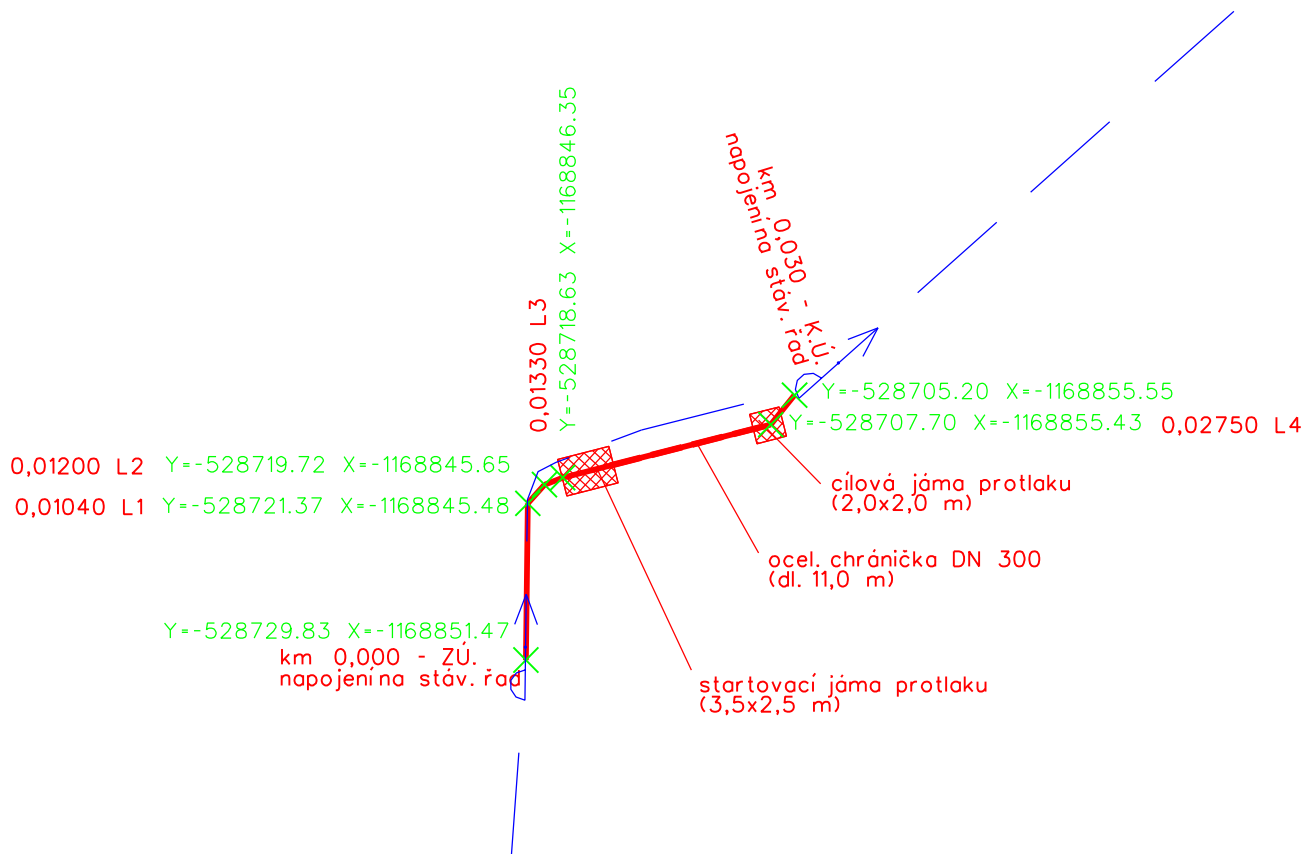 Y=-528718.63 X=-1168846.35
0,01330 L3
km 0,030 - K.Ú.
napojení na stáv. řad
Y=-528705.20 X=-1168855.55
Y=-528707.70 X=-1168855.43 0,02750 L4
0,01200 L2 Y=-528719.72 X=-1168845.65
0,01040 L1 Y=-528721.37 X=-1168845.48
cílová jáma protlaku
(2,0x2,0 m)
ocel. chránička DN 300
(dl. 11,0 m)
Y=-528729.83 X=-1168851.47
km 0,000 - ZÚ.
napojení na stáv. řad
startovací jáma protlaku
(3,5x2,5 m)